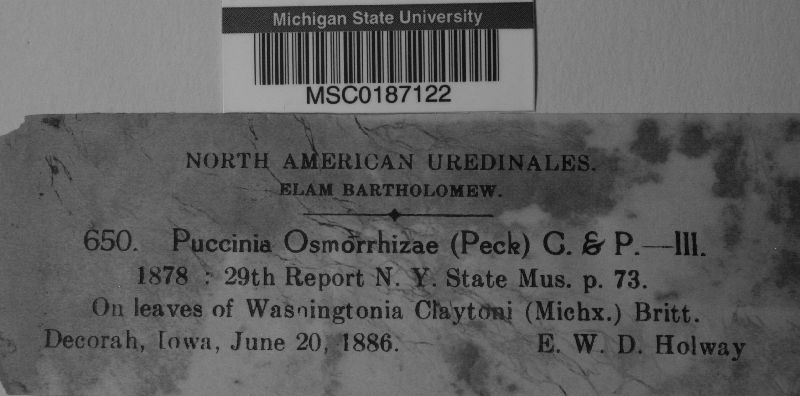 Michigan State University
MSC0187122
NORTH AMERICAN UREDINALES.
ELAM BARTHOLOMEW.
650. Puccinia Osmorrhizae (Peck) C. & P.—III.
1878 : 29th Report N. Y. State Mus. p. 73.
On leaves of Washingtonia Claytoni (Michx.) Britt.
Decorah, Iowa, June 20, 1886. E. W. D. Holway